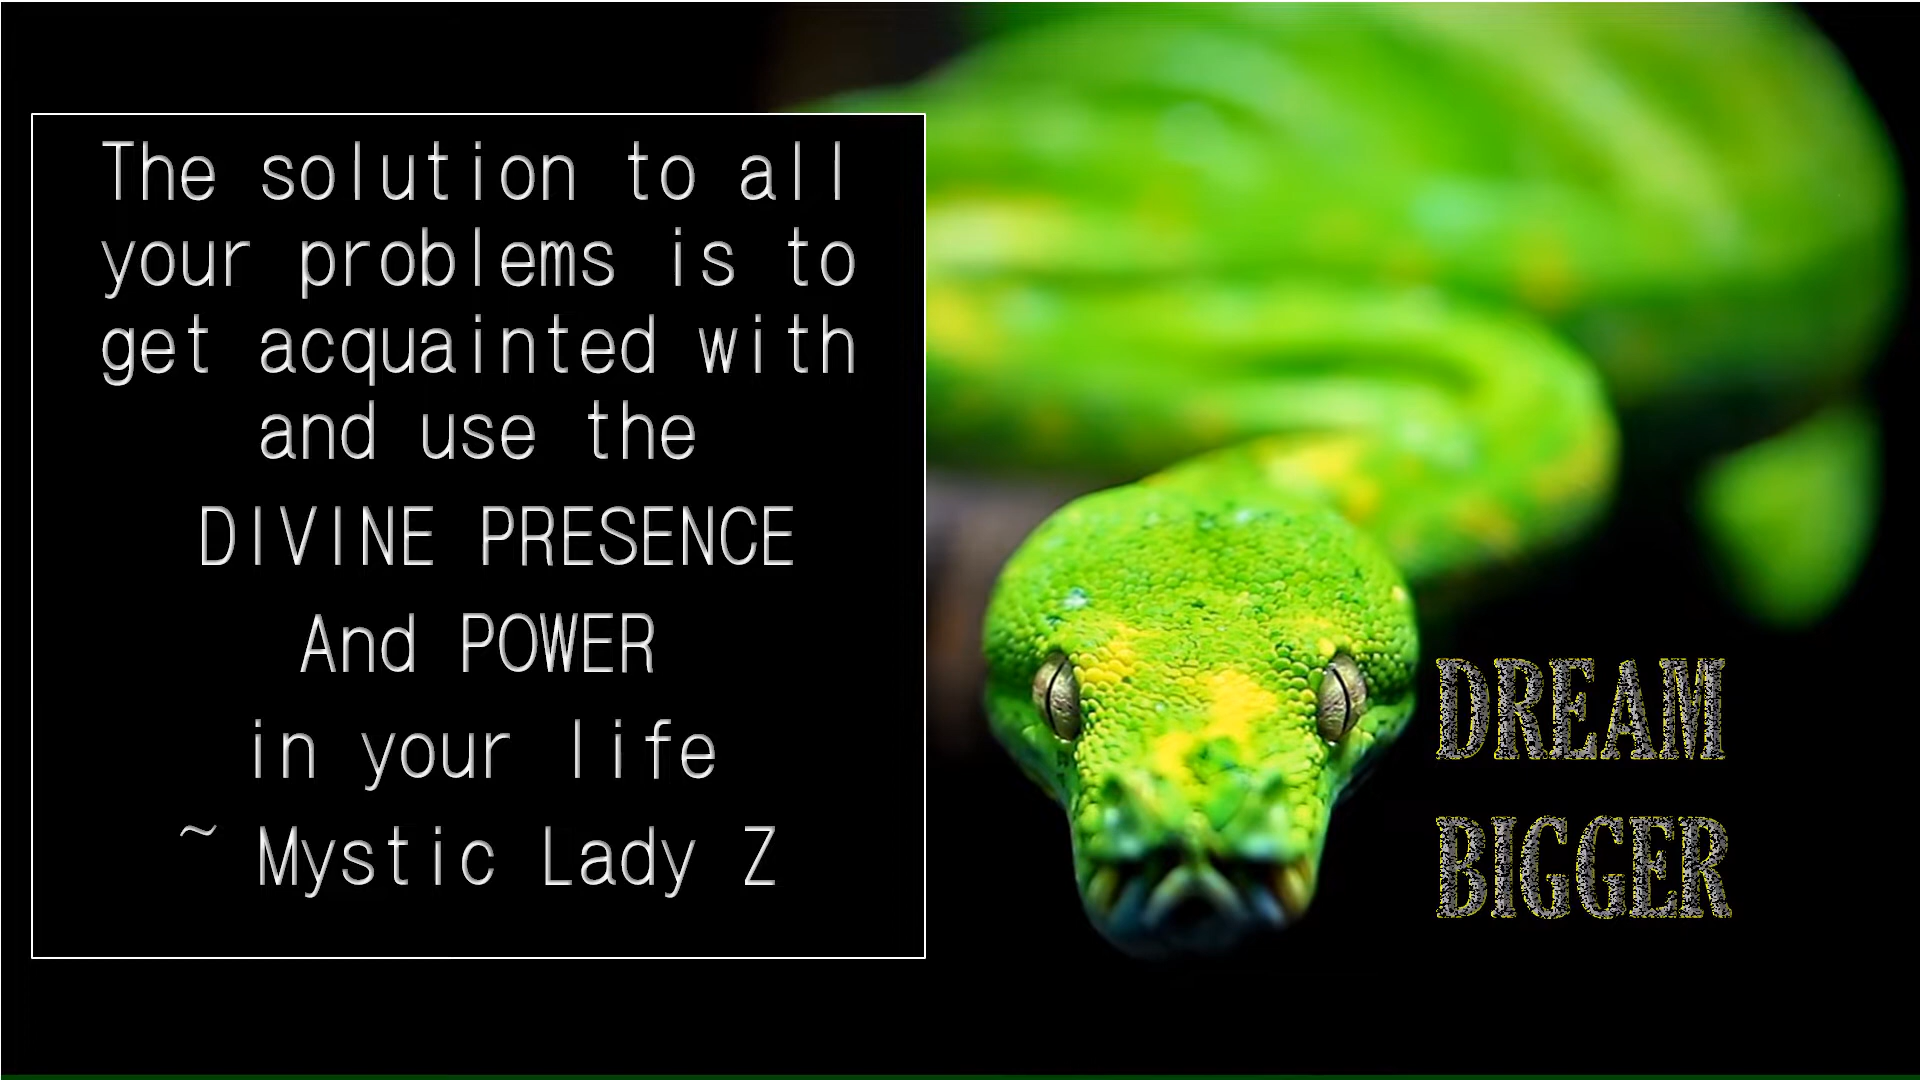 The solution to all
your problems is to
get acquainted with
and use the
DIVINE PRESENCE
And POWER
in your life
~ Mystic Lady Z
DREAM
BIGGER